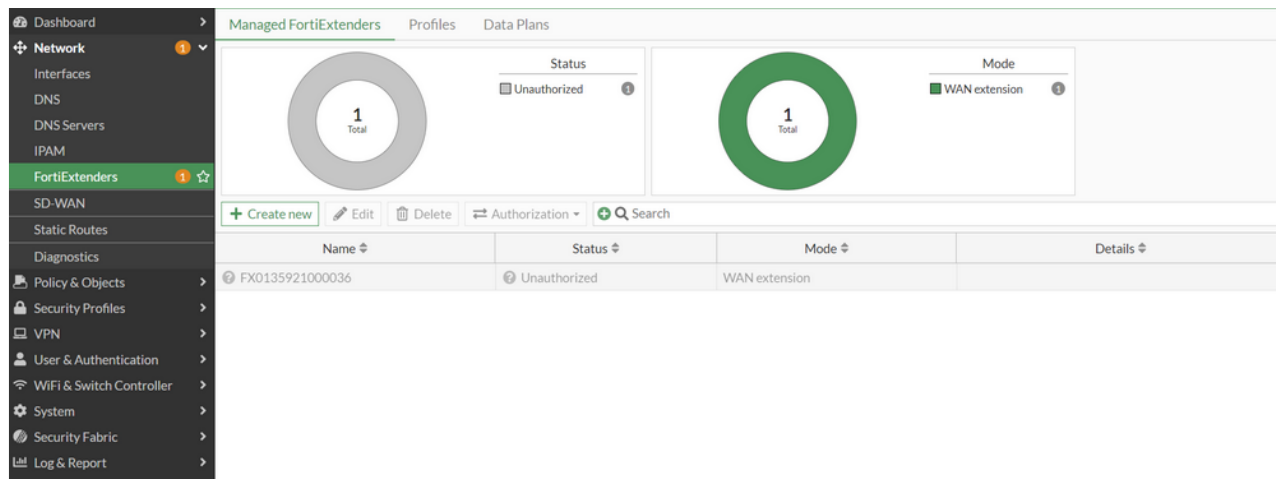 Dashboard
Network 1
Interfaces
DNS
DNS Servers
IPAM
FortiExtenders 1
SD-WAN
Static Routes
Diagnostics
Policy & Objects
Security Profiles
VPN
User & Authentication
WiFi & Switch Controller
System
Security Fabric
Log & Report
Managed FortiExtenders Profiles Data Plans
1
Total
Status
Unauthorized 1
1
Total
Mode
WAN extension 1
+ Create new Edit Delete Authorization Search
Name Status Mode Details
FX0135921000036 Unauthorized WAN extension